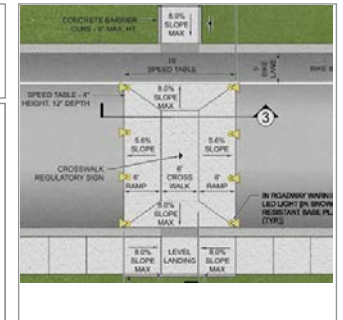 CONCRETE BARRIER
CURB - 6" MAX. HT.
8.0%
SLOPE
MAX
18'
SPEED TABLE
BIKE
LANE
BIKE
SPEED TABLE - 6"
HEIGHT, 12" DEPTH
8.0%
SLOPE
MAX
3
5.6%
SLOPE
5.6%
SLOPE
CROSSWALK
REGULATORY SIGN
6'
RAMP
6'
CROSS
WALK
6'
RAMP
8.0%
SLOPE
MAX
IN ROADWAY WARNI
LED LIGHT [IN SNOW
RESISTANT BASE PL
(TYP.)]
8.0%
SLOPE
MAX
LEVEL
LANDING
8.0%
SLOPE
MAX